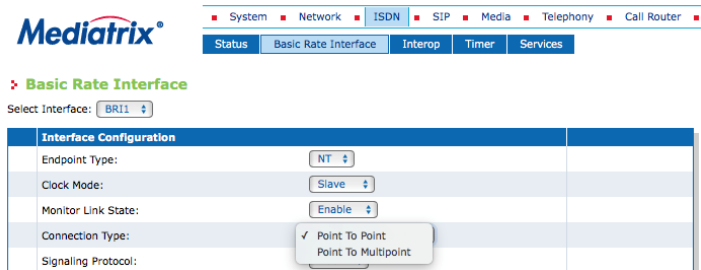 Mediatrix®
System Network ISDN SIP Media Telephony Call Router
Status Basic Rate Interface Interop Timer Services
Basic Rate Interface
Select Interface: BRI1
Interface Configuration
Endpoint Type: NT
Clock Mode: Slave
Monitor Link State: Enable
Connection Type: ✓ Point To Point
Point To Multipoint
Signaling Protocol: